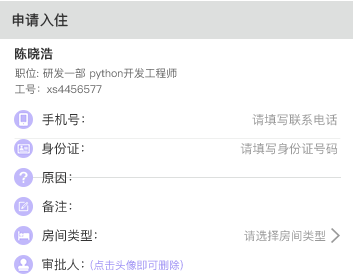 申请入住
陈晓浩
职位: 研发一部 python开发工程师
工号：xs4456577
手机号： 请填写联系电话
身份证： 请填写身份证号码
原因：
备注：
房间类型： 请选择房间类型
审批人：(点击头像即可删除)